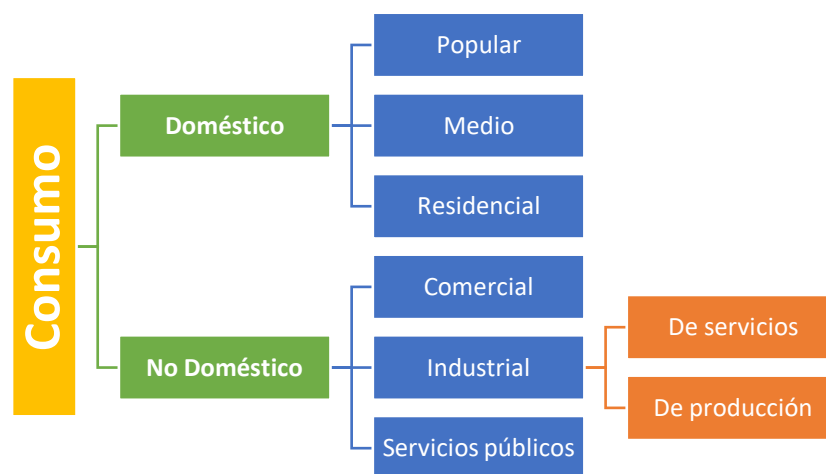 Consumo
Doméstico
Popular
Medio
Residencial
No Doméstico
Comercial
Industrial
De servicios
De producción
Servicios públicos